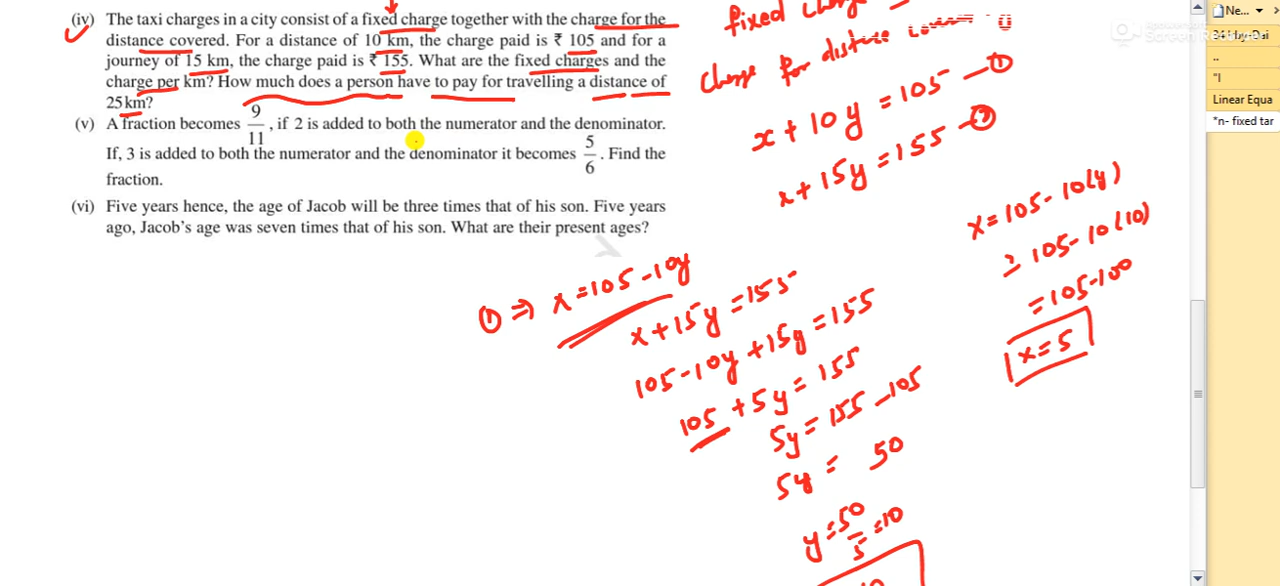 (iv) The taxi charges in a city consist of a fixed charge together with the charge for the
distance covered. For a distance of 10 km, the charge paid is ₹ 105 and for a
journey of 15 km, the charge paid is ₹ 155. What are the fixed charges and the
charge per km? How much does a person have to pay for travelling a distance of
25 km?
(v) A fraction becomes 9/11, if 2 is added to both the numerator and the denominator.
If, 3 is added to both the numerator and the denominator it becomes 5/6. Find the
fraction.
(vi) Five years hence, the age of Jacob will be three times that of his son. Five years
ago, Jacob's age was seven times that of his son. What are their present ages?
fixed charge
charge for distance
x + 10y = 105 — ①
x + 15y = 155 — ②
① ⇒ x = 105 - 10y
x + 15y = 155
105 - 10y + 15y = 155
105 + 5y = 155
5y = 155 - 105
5y = 50
y = 50/5 = 10
x = 105 - 10(y)
= 105 - 10(10)
= 105 - 100
x = 5
Ne...
..
"l
Linear Equa
*n- fixed tar